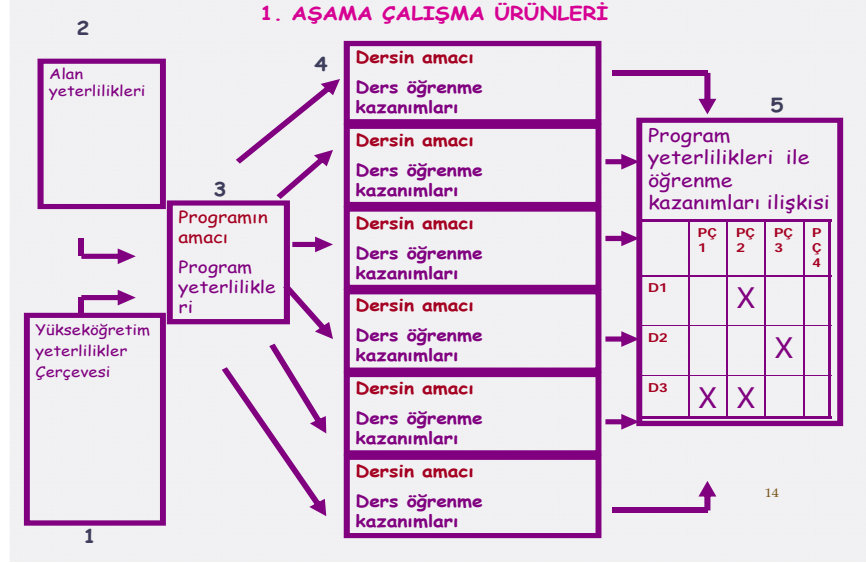 1. AŞAMA ÇALIŞMA ÜRÜNLERİ
2
Alan
yeterlilikleri
1
Yükseköğretim
yeterlilikler
Çerçevesi
3
Programın
amacı
Program
yeterlilikle
ri
4
Dersin amacı
Ders öğrenme
kazanımları
Dersin amacı
Ders öğrenme
kazanımları
Dersin amacı
Ders öğrenme
kazanımları
Dersin amacı
Ders öğrenme
kazanımları
Dersin amacı
Ders öğrenme
kazanımları
Dersin amacı
Ders öğrenme
kazanımları
5
Program
yeterlilikleri ile
öğrenme
kazanımları ilişkisi
PÇ PÇ PÇ P
1 2 3 Ç
4
D1 X
D2 X
D3 X X
14